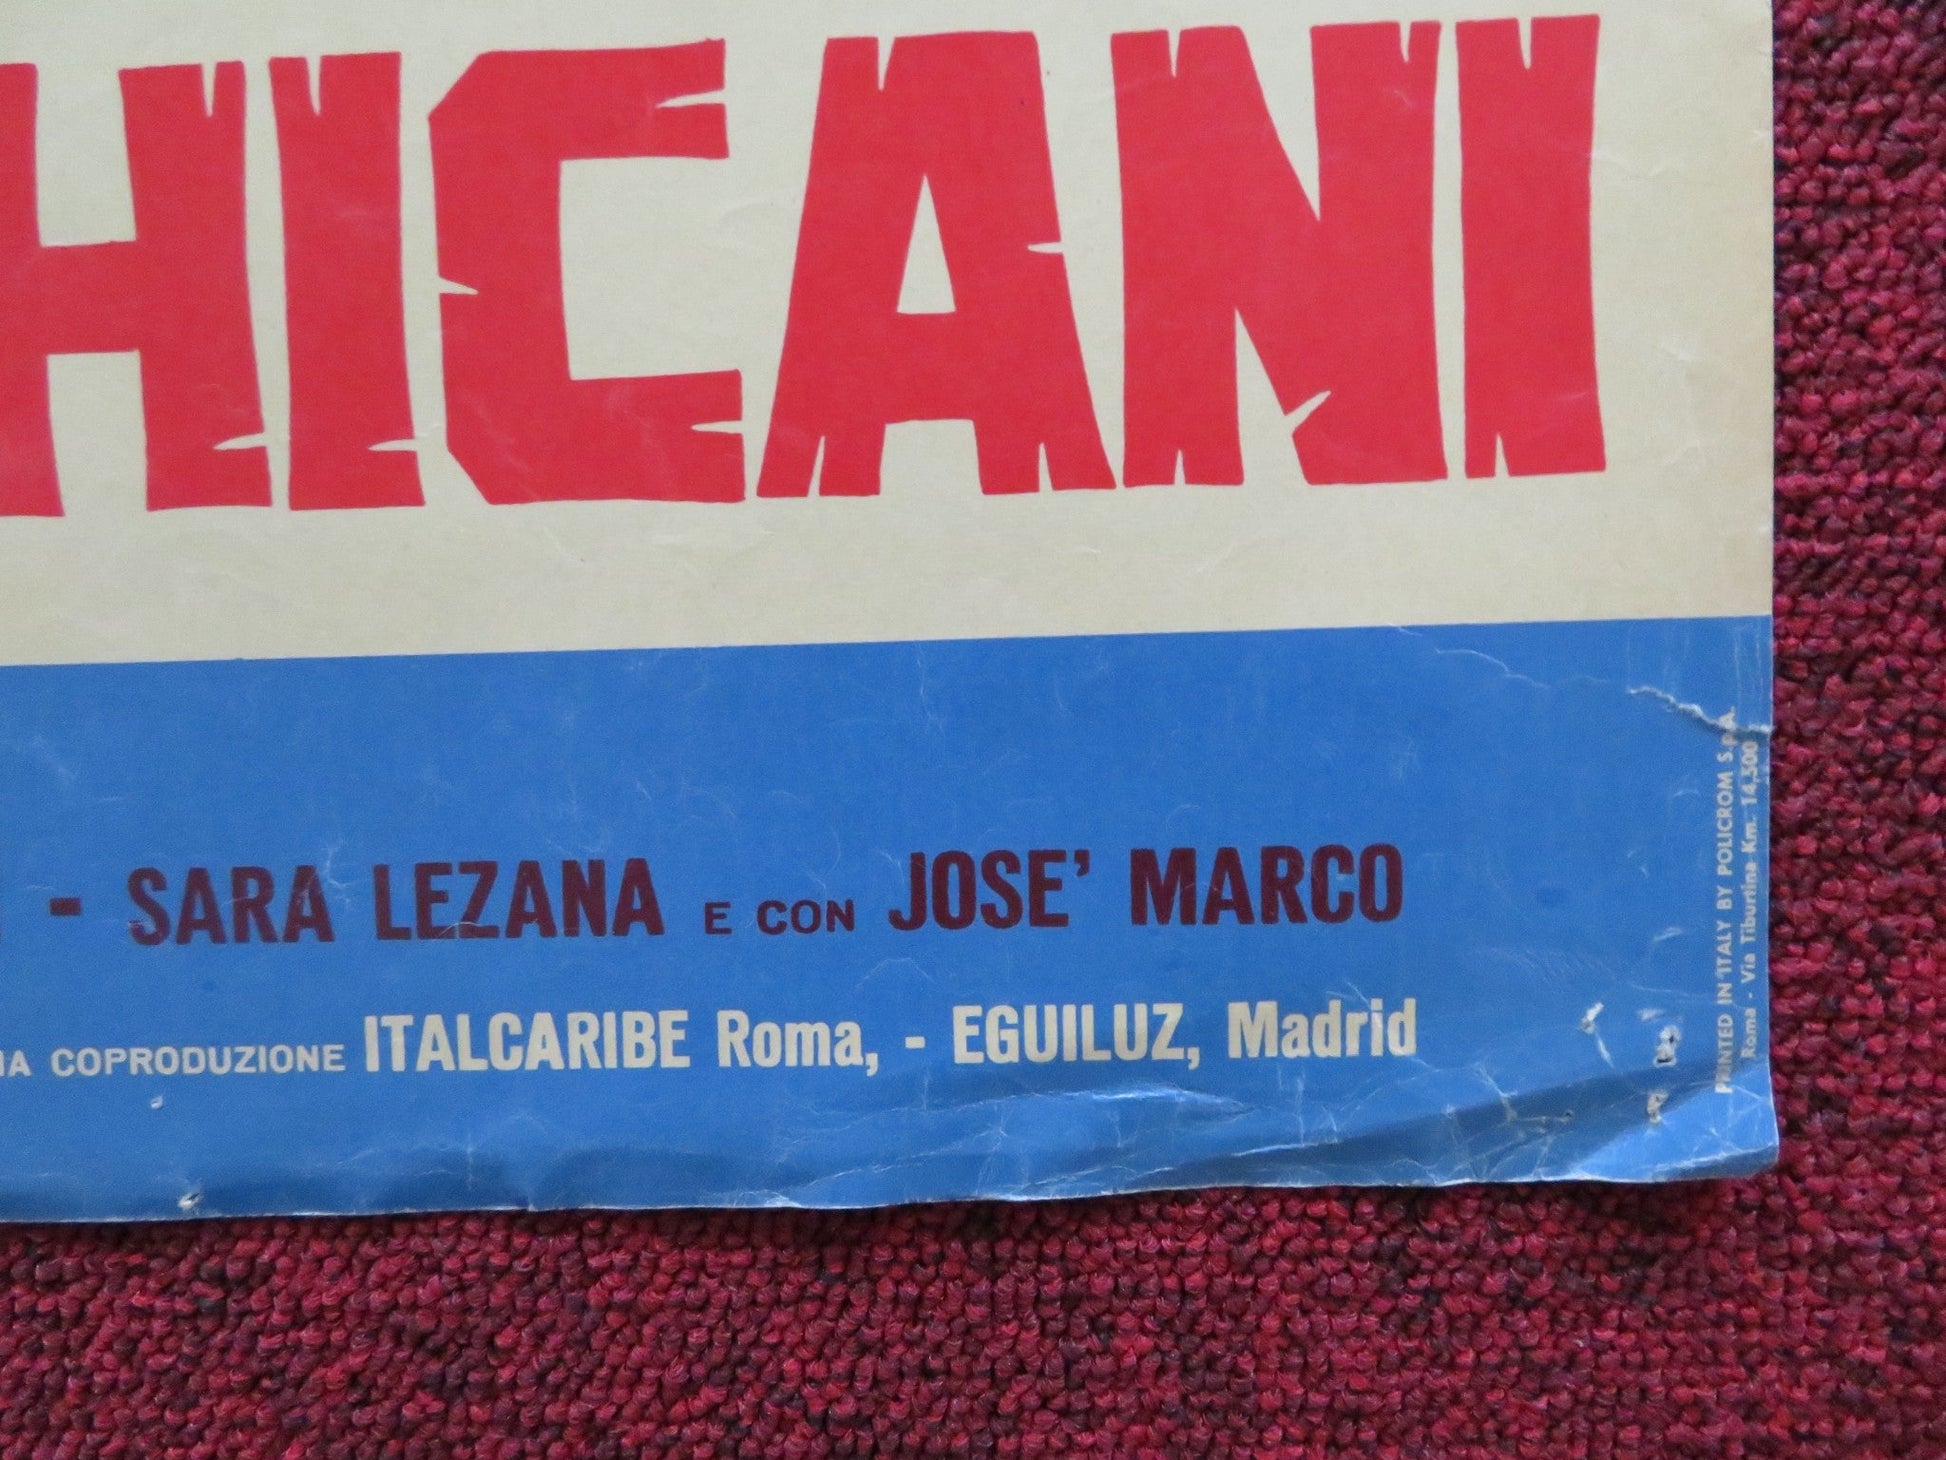 HICANI
- SARA LEZANA E CON JOSE' MARCO
COPRODUZIONE ITALCARIBE Roma, - EGUILUZ, Madrid
PRINTED IN ITALY BY POLICROM S.p.A.
Roma - Via Tiburtina Km. 14,500